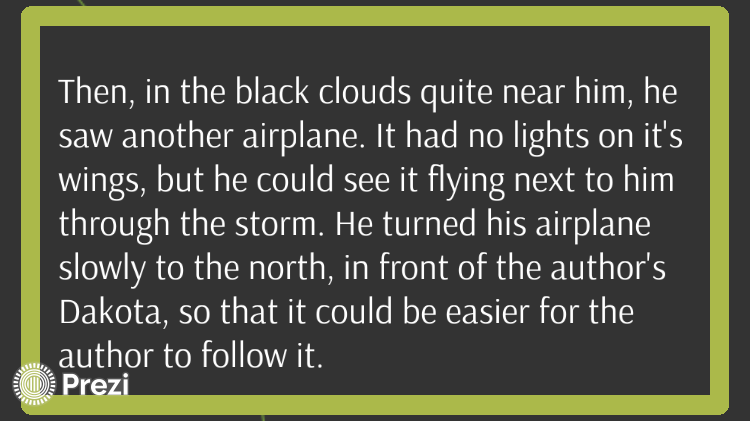 Then, in the black clouds quite near him, he
saw another airplane. It had no lights on it's
wings, but he could see it flying next to him
through the storm. He turned his airplane
slowly to the north, in front of the author's
Dakota, so that it could be easier for the
author to follow it.
Prezi